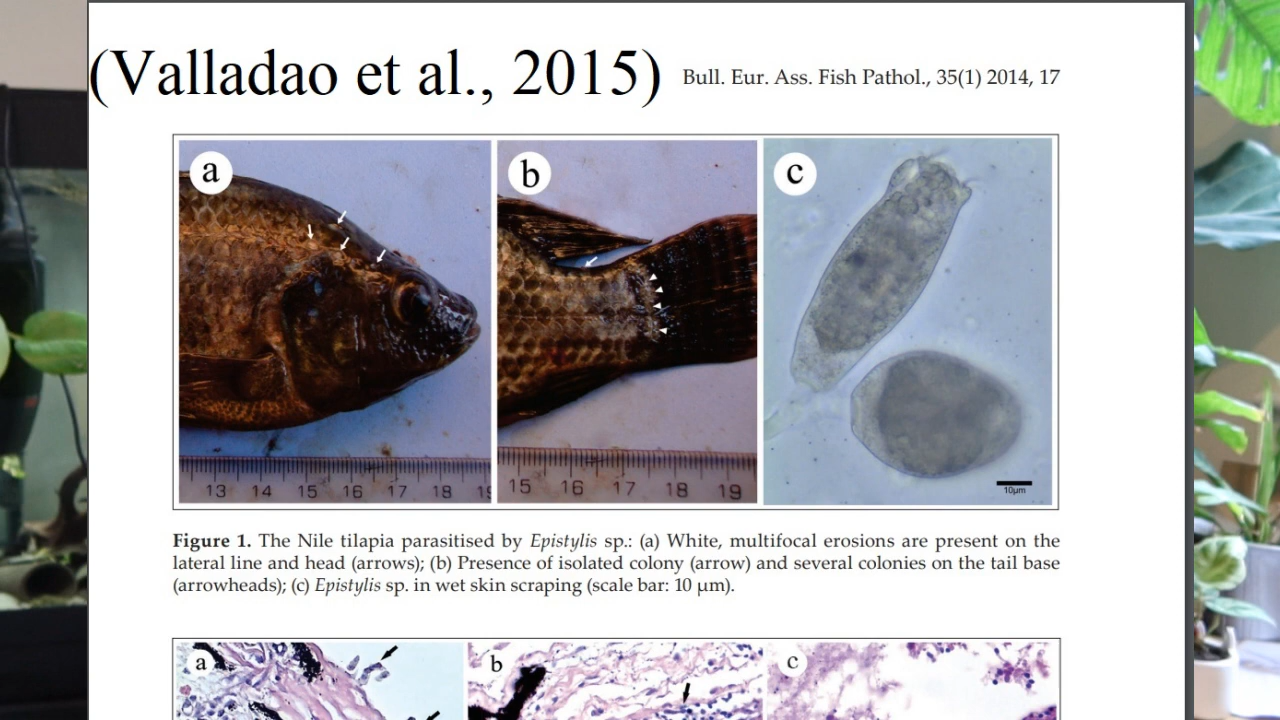 (Valladao et al., 2015)
Bull. Eur. Ass. Fish Pathol., 35(1) 2014, 17
a
b
c
13 14 15 16 17 18 19
15 16 17 18 19
10μm
Figure 1. The Nile tilapia parasitised by Epistylis sp.: (a) White, multifocal erosions are present on the
lateral line and head (arrows); (b) Presence of isolated colony (arrow) and several colonies on the tail base
(arrowheads); (c) Epistylis sp. in wet skin scraping (scale bar: 10 μm).
a
b
c